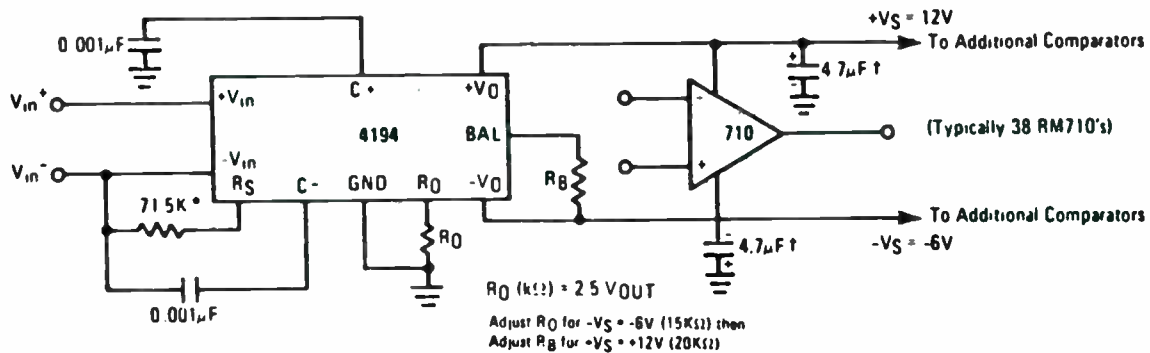 +VS = 12V
0.001µF
To Additional Comparators
+
4.7µF †
-
Vin+
+Vin
C+
+VO
4194
BAL
-
710
+
(Typically 38 RM710's)
Vin-
-Vin
RS
C-
GND
RO
-VO
RB
71.5K*
RO
To Additional Comparators
-VS = -6V
-
4.7µF †
+
0.001µF
RO (kΩ) = 2.5 VOUT
Adjust RO for -VS = -6V (15KΩ) then
Adjust RB for +VS = +12V (20KΩ)